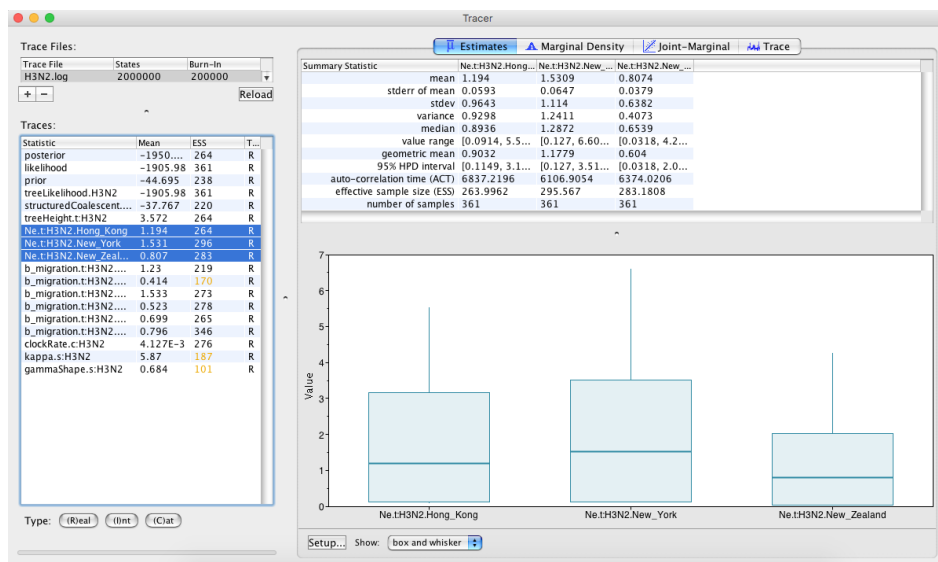 Tracer
Trace Files:
Trace File States Burn-In
H3N2.log 2000000 200000
+ − Reload
Traces:
Statistic Mean ESS T...
posterior -1950.... 264 R
likelihood -1905.98 361 R
prior -44.695 238 R
treeLikelihood.H3N2 -1905.98 361 R
structuredCoalescent.... -37.767 220 R
treeHeight.t:H3N2 3.572 264 R
Ne.t:H3N2.Hong_Kong 1.194 264 R
Ne.t:H3N2.New_York 1.531 296 R
Ne.t:H3N2.New_Zeal... 0.807 283 R
b_migration.t:H3N2.... 1.23 219 R
b_migration.t:H3N2.... 0.414 170 R
b_migration.t:H3N2.... 1.533 273 R
b_migration.t:H3N2.... 0.523 278 R
b_migration.t:H3N2.... 0.699 265 R
b_migration.t:H3N2.... 0.796 346 R
clockRate.c:H3N2 4.127E-3 276 R
kappa.s:H3N2 5.87 187 R
gammaShape.s:H3N2 0.684 101 R
Type: (R)eal (I)nt (C)at
Estimates Marginal Density Joint-Marginal Trace
Summary Statistic Ne.t:H3N2.Hong... Ne.t:H3N2.New_... Ne.t:H3N2.New_...
mean 1.194 1.5309 0.8074
stderr of mean 0.0593 0.0647 0.0379
stdev 0.9643 1.114 0.6382
variance 0.9298 1.2411 0.4073
median 0.8936 1.2872 0.6539
value range [0.0914, 5.5... [0.127, 6.60... [0.0318, 4.2...
geometric mean 0.9032 1.1779 0.604
95% HPD interval [0.1149, 3.1... [0.127, 3.51... [0.0318, 2.0...
auto-correlation time (ACT) 6837.2196 6106.9054 6374.0206
effective sample size (ESS) 263.9962 295.567 283.1808
number of samples 361 361 361
7
6
5
4
Value
3
2
1
0
Ne.t:H3N2.Hong_Kong Ne.t:H3N2.New_York Ne.t:H3N2.New_Zealand
Setup... Show: box and whisker